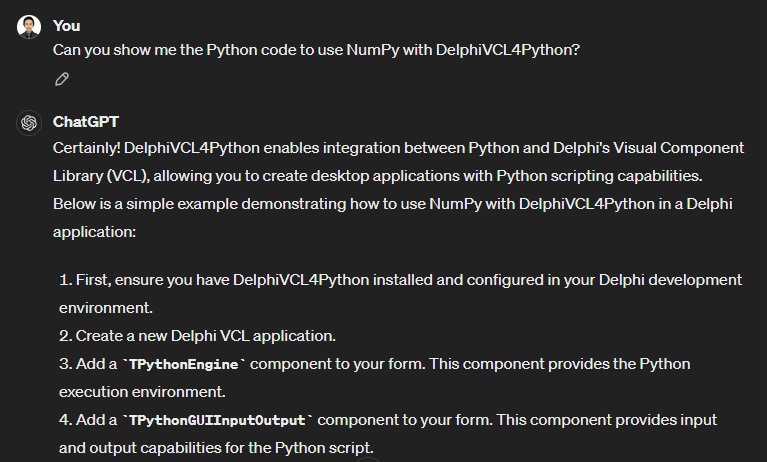 You
Can you show me the Python code to use NumPy with DelphiVCL4Python?
ChatGPT
Certainly! DelphiVCL4Python enables integration between Python and Delphi's Visual Component
Library (VCL), allowing you to create desktop applications with Python scripting capabilities.
Below is a simple example demonstrating how to use NumPy with DelphiVCL4Python in a Delphi
application:
1. First, ensure you have DelphiVCL4Python installed and configured in your Delphi development
environment.
2. Create a new Delphi VCL application.
3. Add a `TPythonEngine` component to your form. This component provides the Python
execution environment.
4. Add a `TPythonGUIInputOutput` component to your form. This component provides input
and output capabilities for the Python script.